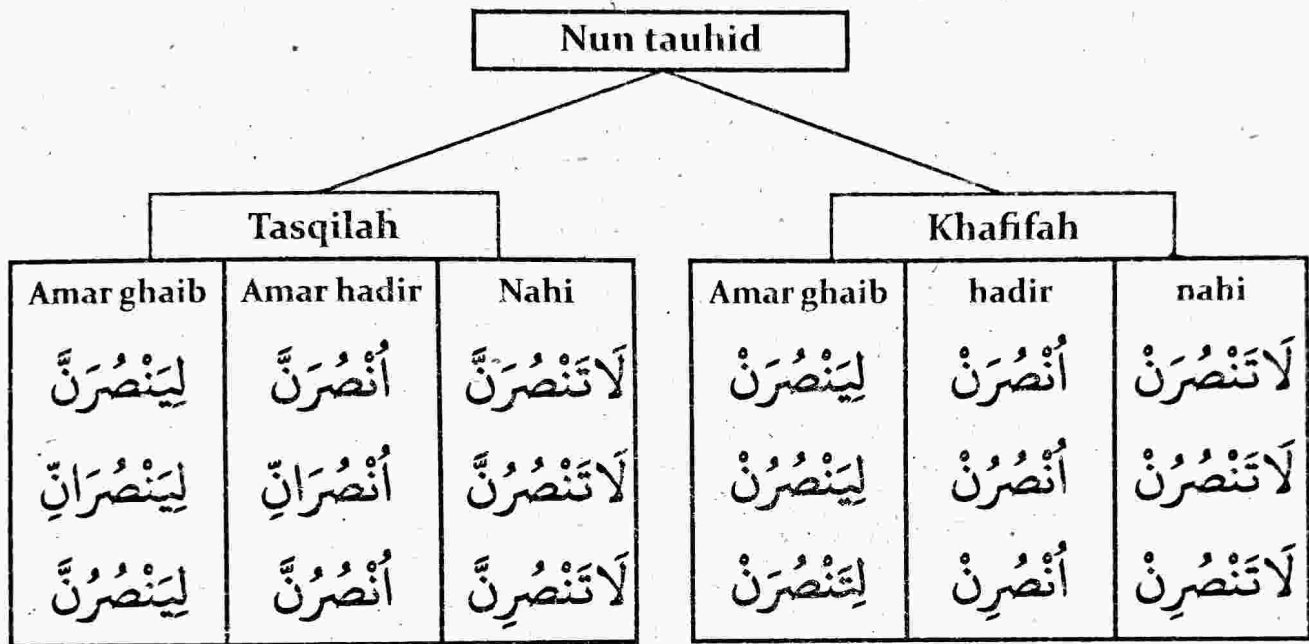 Nun tauhid
Tasqilah
Khafifah
Amar ghaib Amar hadir Nahi
لِيَنْصُرَنَّ اُنْصُرَنَّ لَاتَنْصُرَنَّ
لِيَنْصُرَانِّ اُنْصُرَانِّ لَاتَنْصُرُنَّ
لِيَنْصُرُنَّ اُنْصُرُنَّ لَاتَنْصُرِنَّ
Amar ghaib hadir nahi
لِيَنْصُرَنْ اُنْصُرَنْ لَاتَنْصُرَنْ
لِيَنْصُرُنْ اُنْصُرُنْ لَاتَنْصُرُنْ
لِتَنْصُرَنْ اُنْصُرِنْ لَاتَنْصُرِنْ